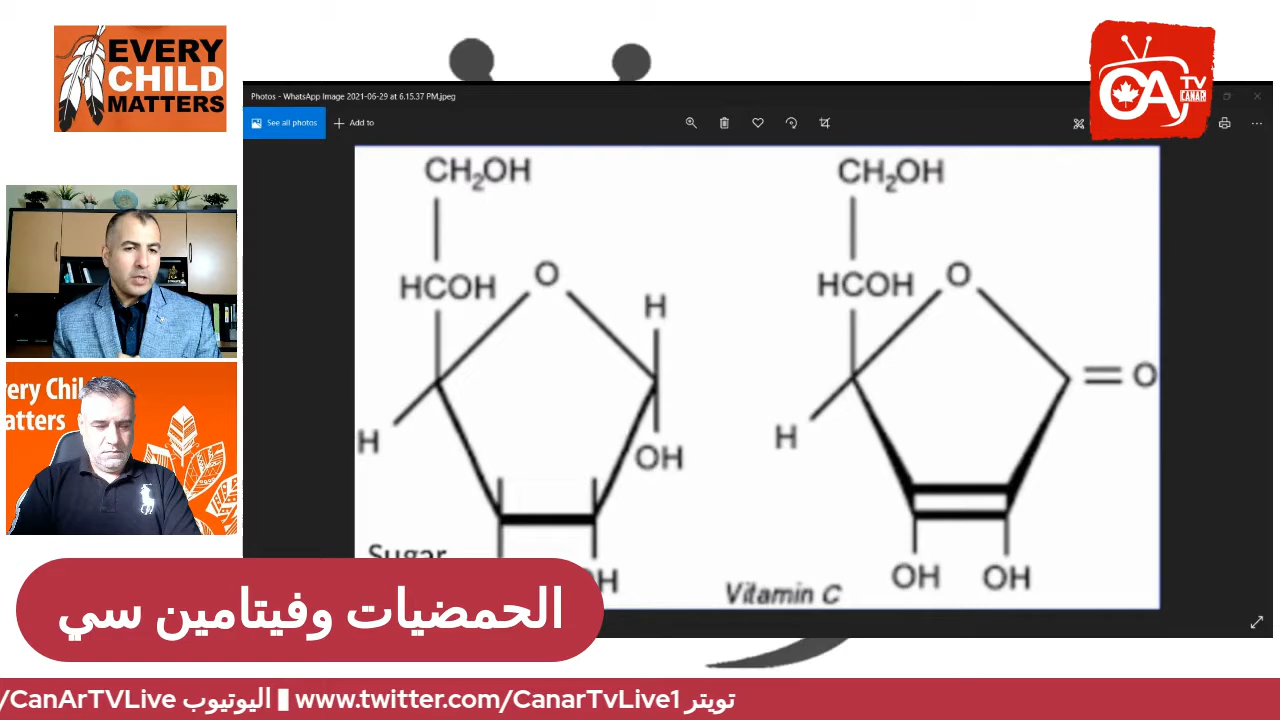 EVERY
CHILD
MATTERS
CA TV
CANAR
Photos - WhatsApp Image 2021-06-29 at 6.15.37 PM.jpeg
See all photos
Add to
CH2OH
HCOH
O
H
H
OH
Sugar
CH2OH
HCOH
O
= O
H
OH
OH
Vitamin C
very Chil
atters
الحمضيات وفيتامين سي
/CanArTVLive اليوتيوب ▮ www.twitter.com/CanarTvLive1 تويتر